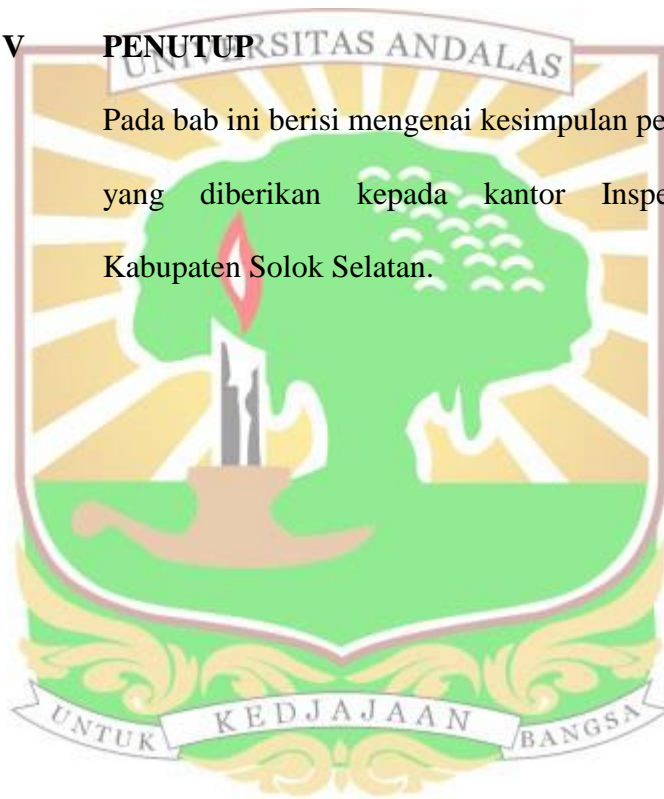 V PENUTUP
UNIVERSITAS ANDALAS
Pada bab ini berisi mengenai kesimpulan pe
yang diberikan kepada kantor Inspe
Kabupaten Solok Selatan.
UNTUK KEDJAJAAN BANGSA